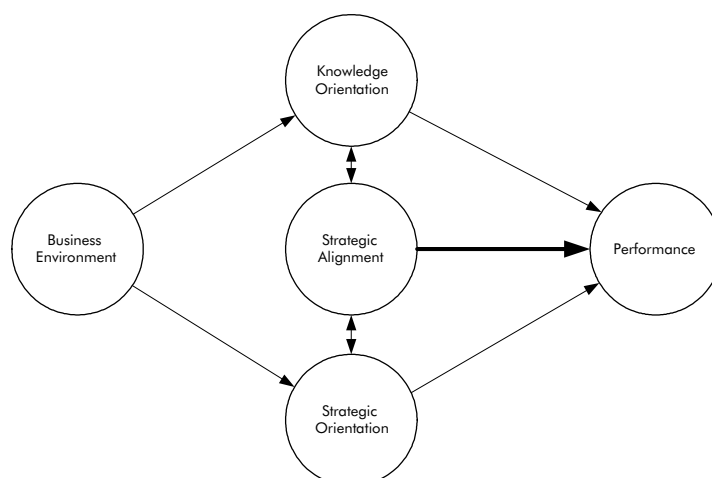 Knowledge
Orientation
Business
Environment
Strategic
Alignment
Performance
Strategic
Orientation